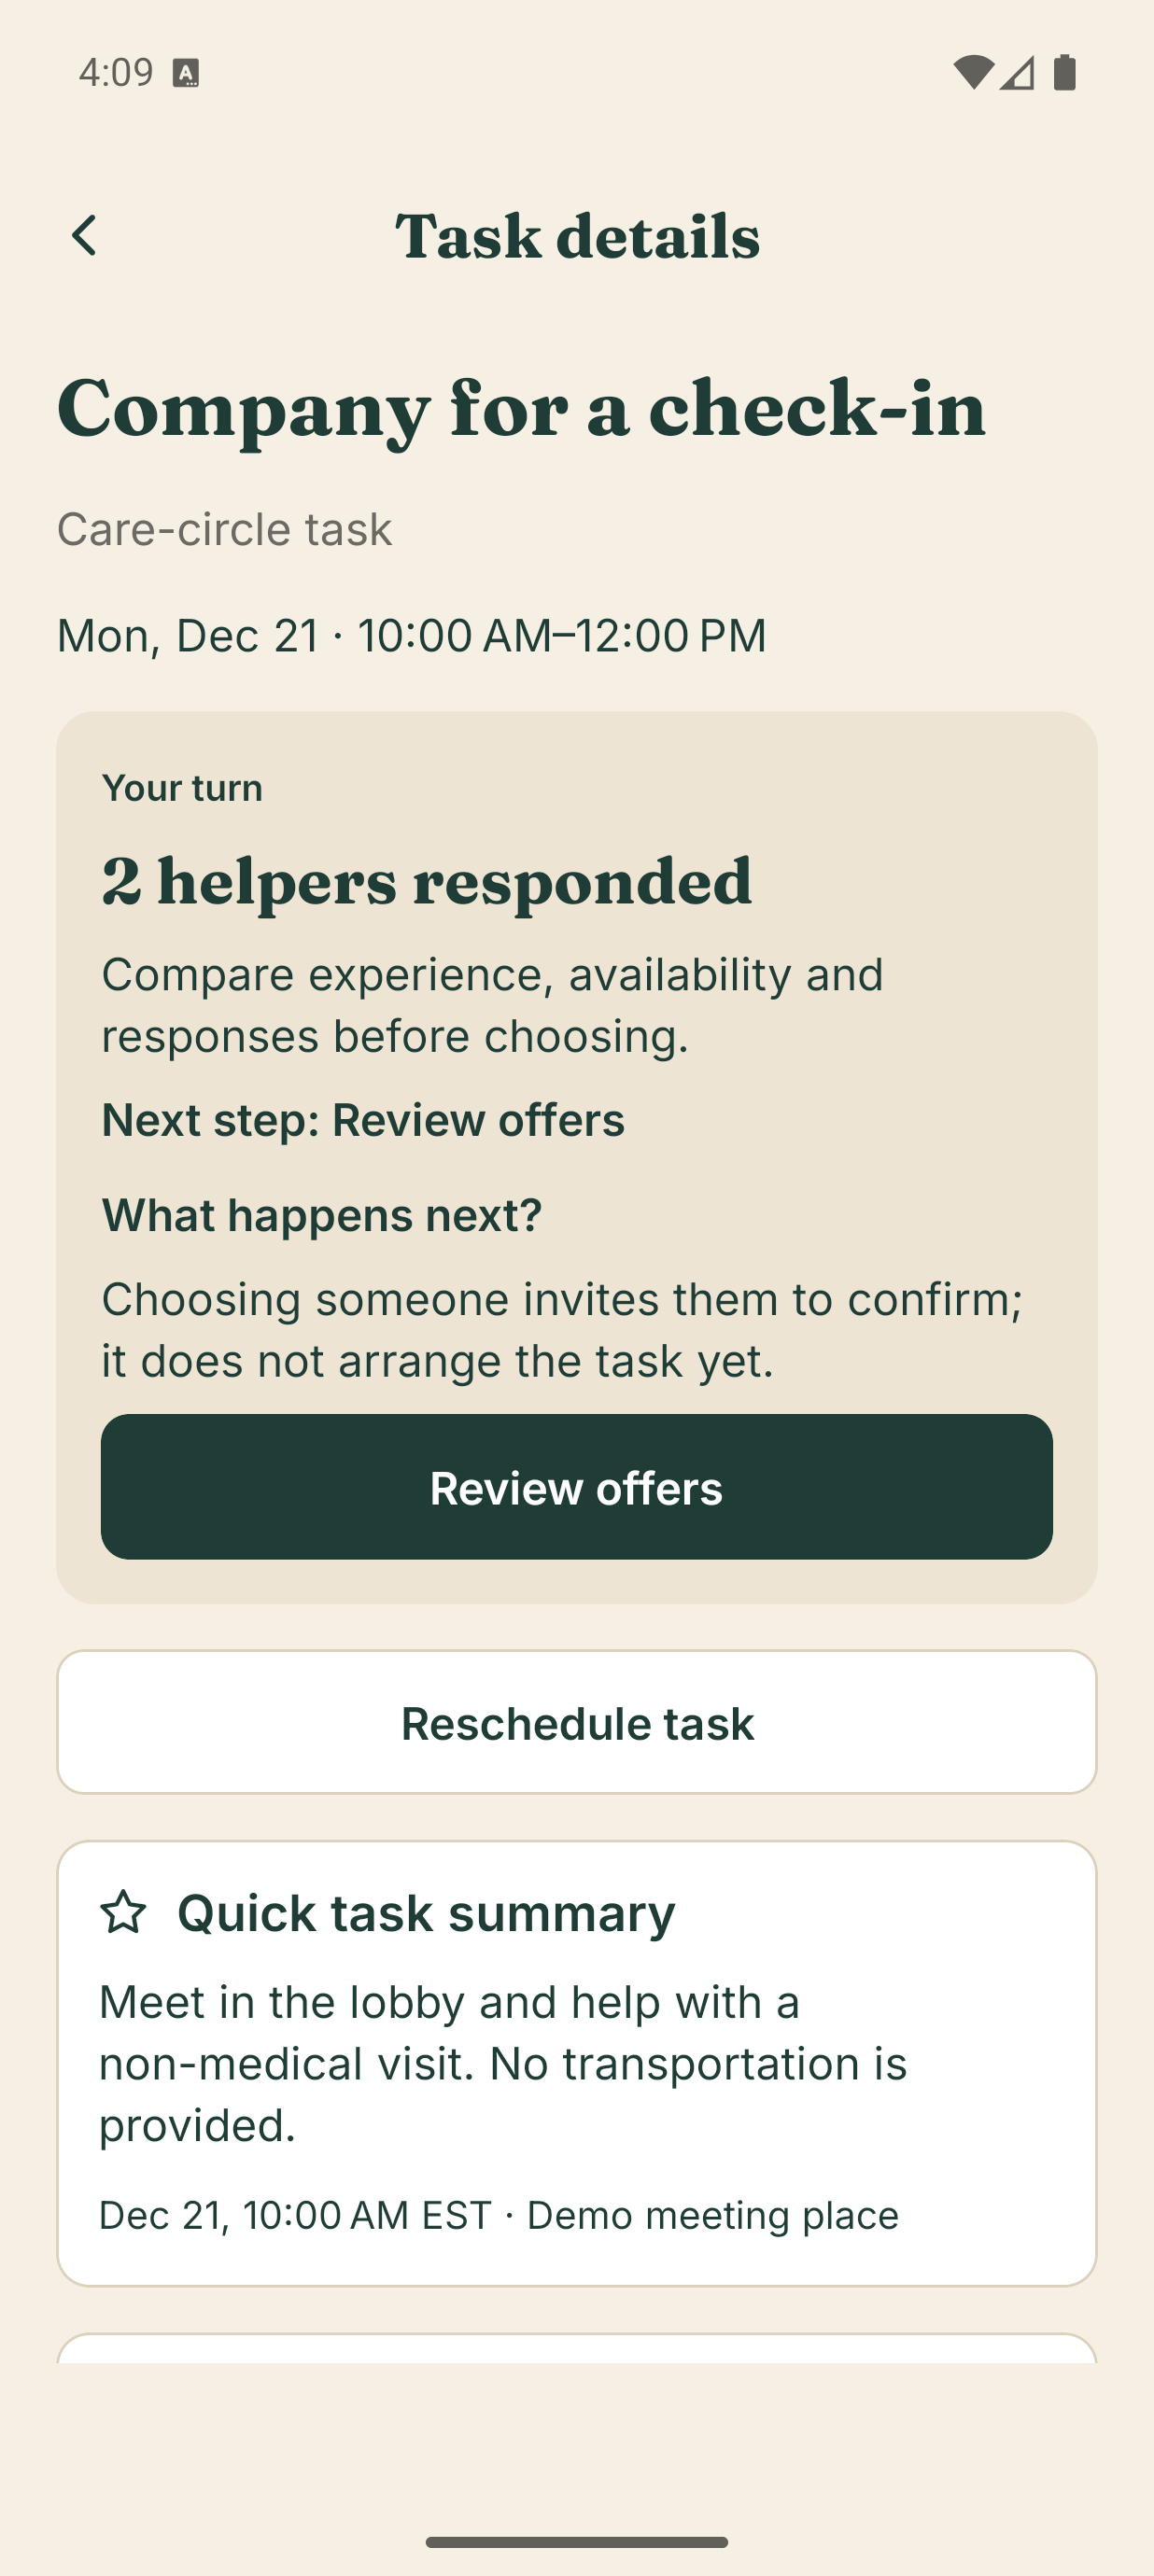 4:09
Task details
Company for a check-in
Care-circle task
Mon, Dec 21 · 10:00 AM–12:00 PM
Your turn
2 helpers responded
Compare experience, availability and
responses before choosing.
Next step: Review offers
What happens next?
Choosing someone invites them to confirm;
it does not arrange the task yet.
Review offers
Reschedule task
Quick task summary
Meet in the lobby and help with a
non-medical visit. No transportation is
provided.
Dec 21, 10:00 AM EST · Demo meeting place